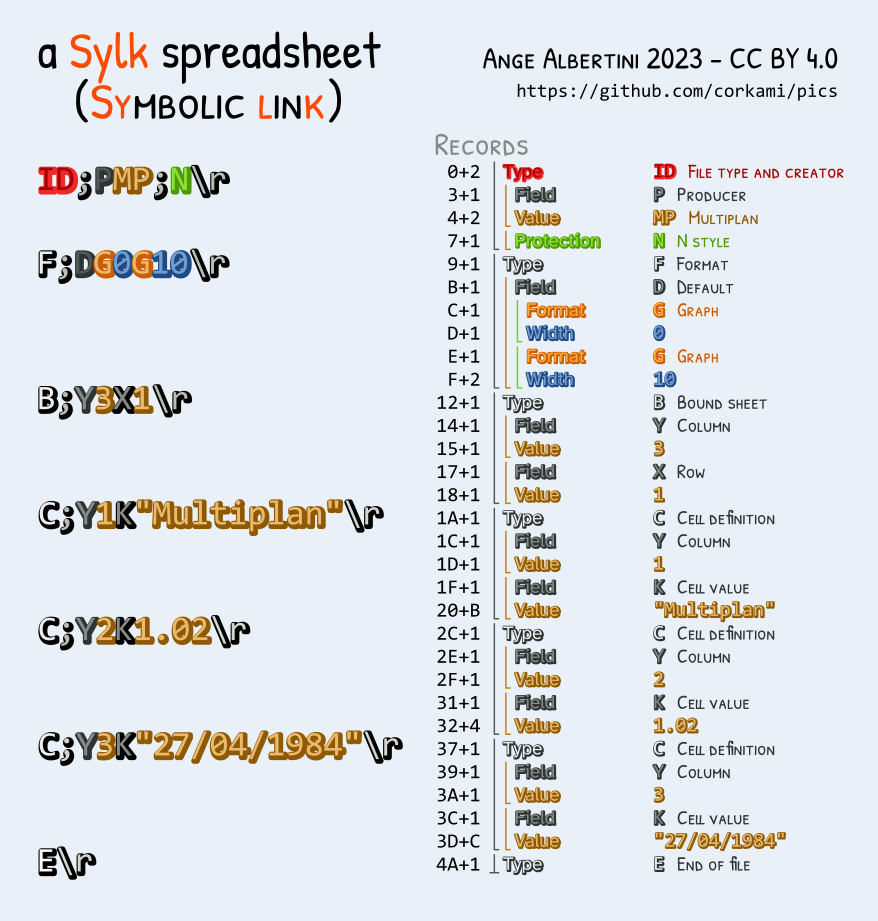 a Sylk spreadsheet
(Symbolic link)
Ange Albertini 2023 - CC BY 4.0
https://github.com/corkami/pics
ID;PMP;N\r
F;DG0G10\r
B;Y3X1\r
C;Y1K"Multiplan"\r
C;Y2K1.02\r
C;Y3K"27/04/1984"\r
E\r
Records
0+2 Type ID File type and creator
3+1 Field P Producer
4+2 Value MP Multiplan
7+1 Protection N N style
9+1 Type F Format
B+1 Field D Default
C+1 Format G Graph
D+1 Width 0
E+1 Format G Graph
F+2 Width 10
12+1 Type B Bound sheet
14+1 Field Y Column
15+1 Value 3
17+1 Field X Row
18+1 Value 1
1A+1 Type C Cell definition
1C+1 Field Y Column
1D+1 Value 1
1F+1 Field K Cell value
20+B Value "Multiplan"
2C+1 Type C Cell definition
2E+1 Field Y Column
2F+1 Value 2
31+1 Field K Cell value
32+4 Value 1.02
37+1 Type C Cell definition
39+1 Field Y Column
3A+1 Value 3
3C+1 Field K Cell value
3D+C Value "27/04/1984"
4A+1 Type E End of file